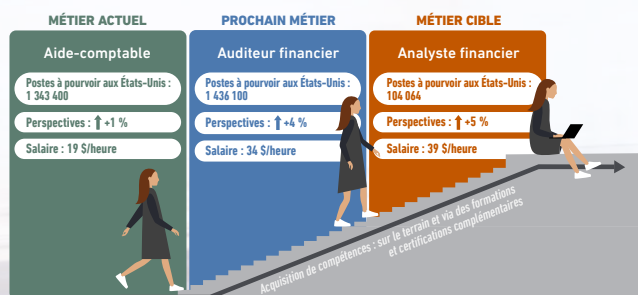 MÉTIER ACTUEL
Aide-comptable
Postes à pourvoir aux États-Unis :
1 343 400
Perspectives : ↑ +1 %
Salaire : 19 $/heure
PROCHAIN MÉTIER
Auditeur financier
Postes à pourvoir aux États-Unis :
1 436 100
Perspectives : ↑ +4 %
Salaire : 34 $/heure
MÉTIER CIBLE
Analyste financier
Postes à pourvoir aux États-Unis :
104 064
Perspectives : ↑ +5 %
Salaire : 39 $/heure
Acquisition de compétences : sur le terrain et via des formations
et certifications complémentaires